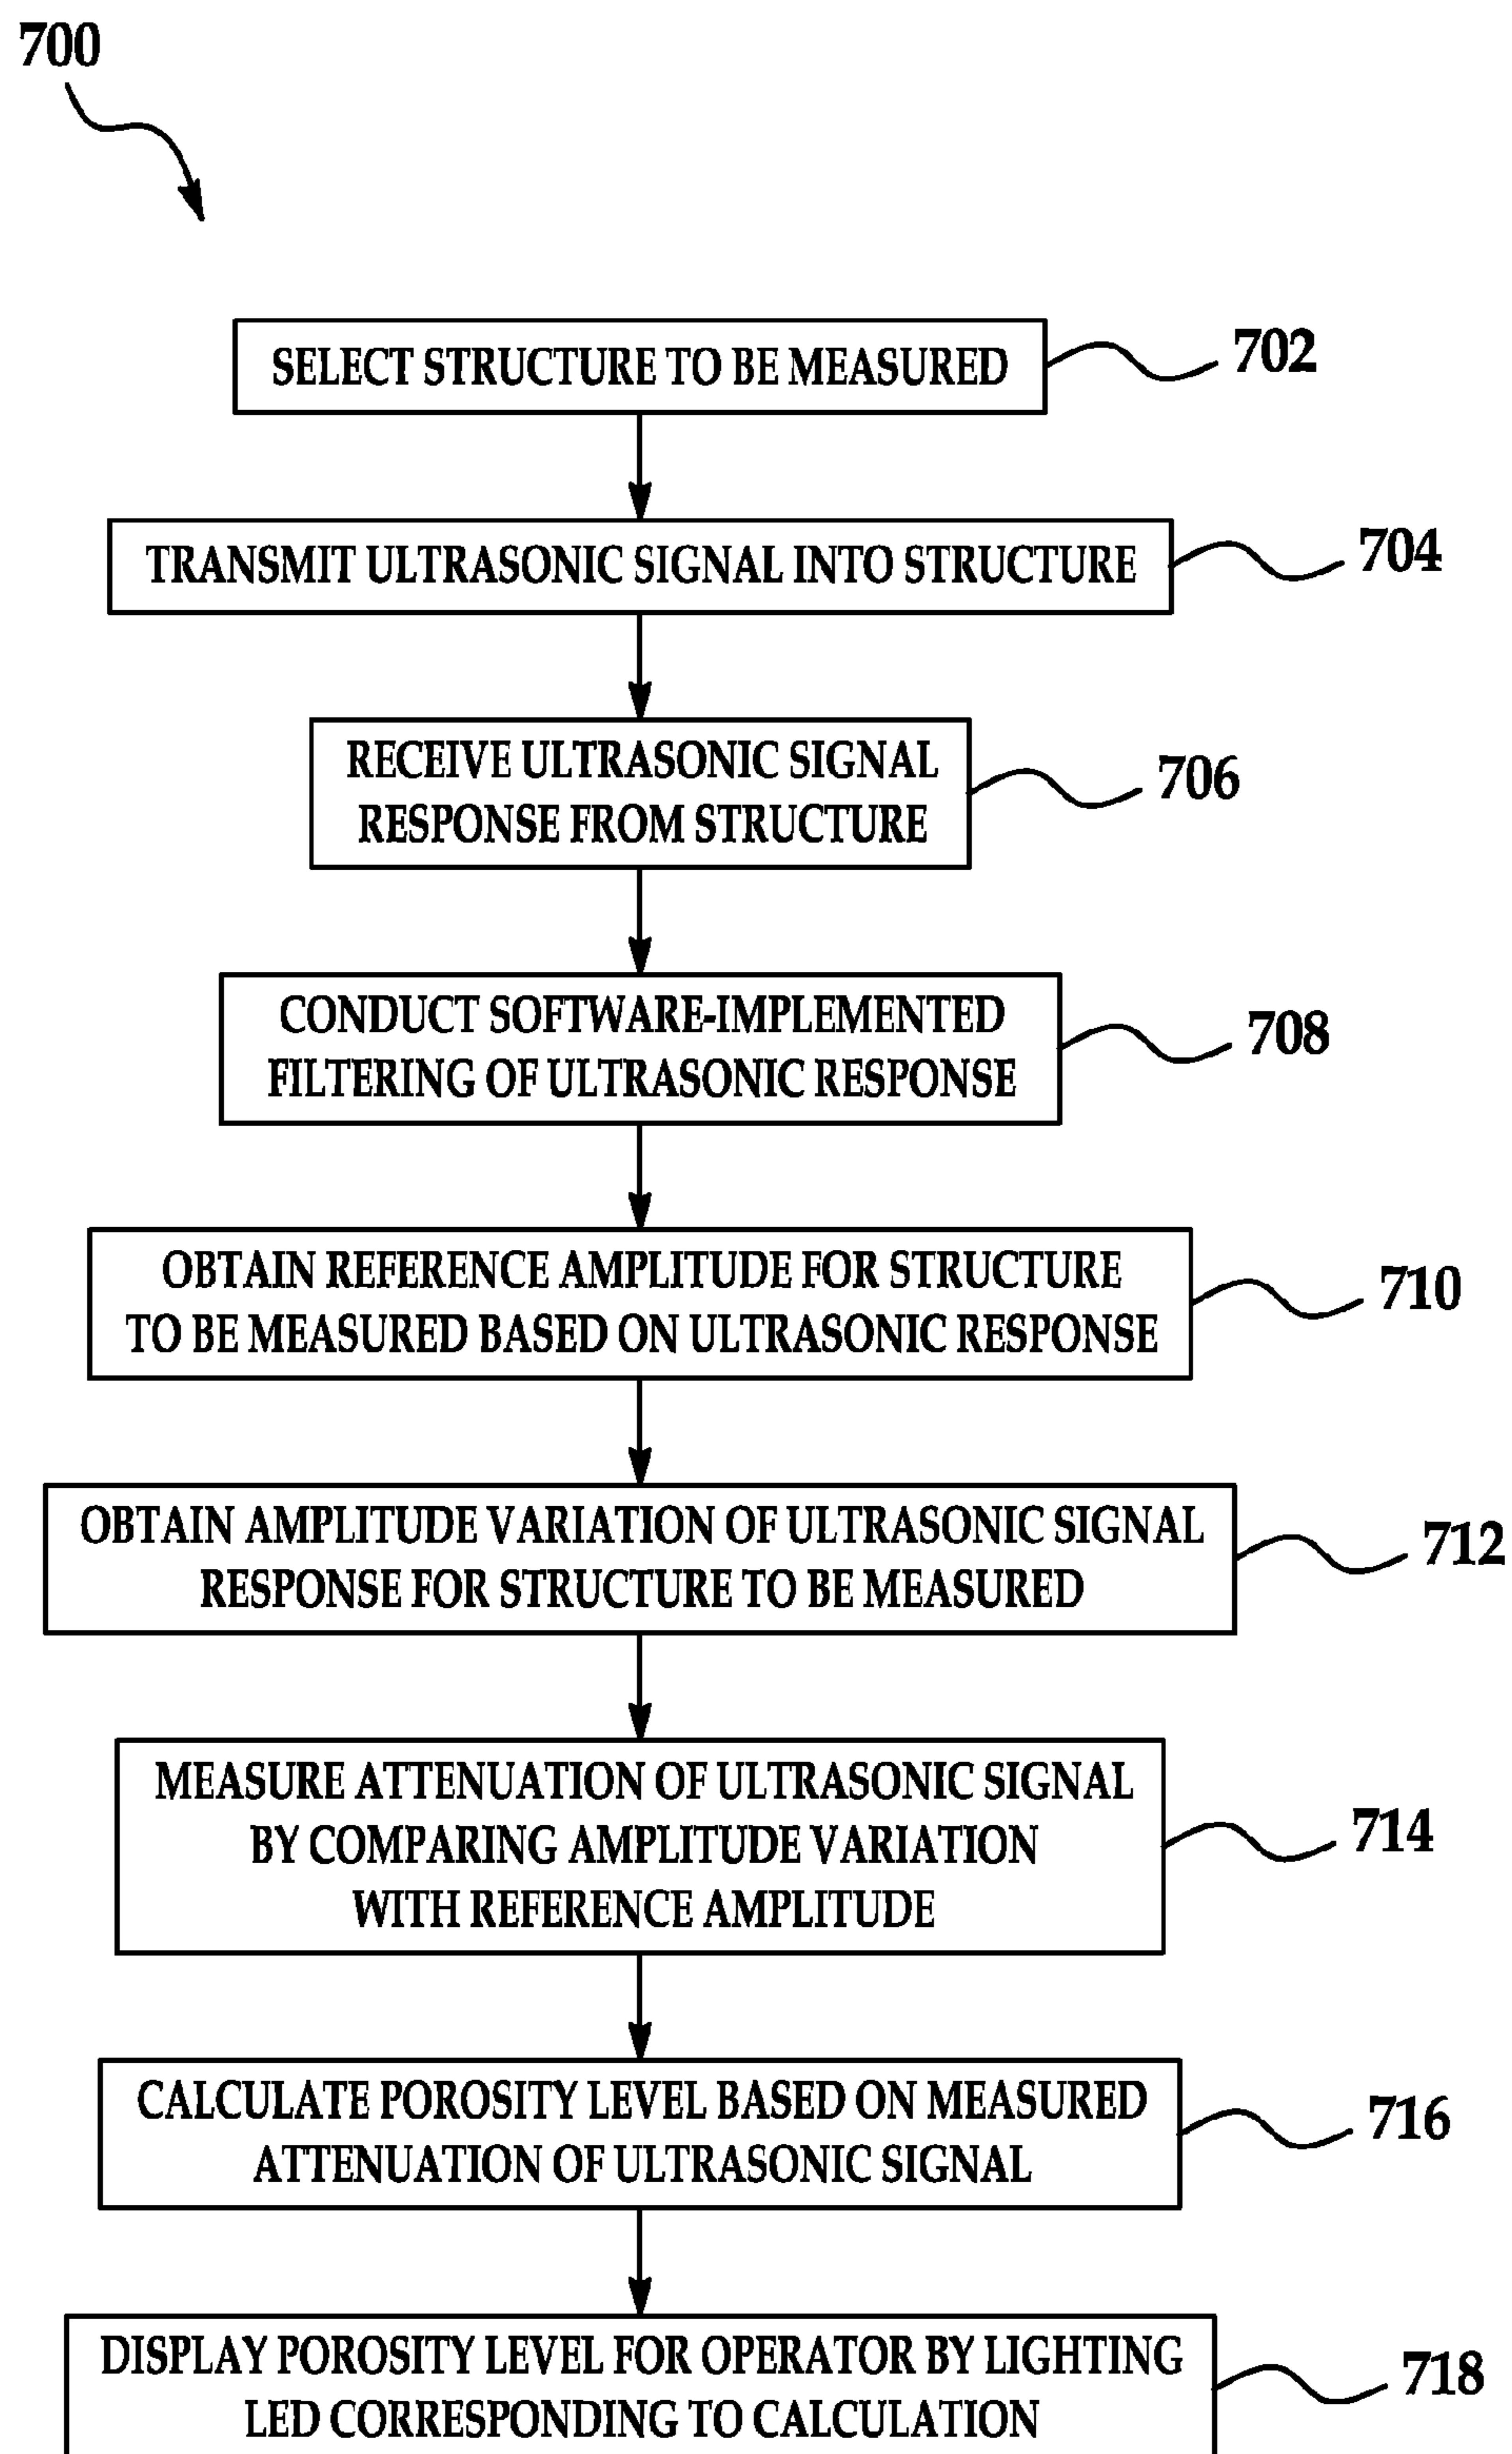 700
SELECT STRUCTURE TO BE MEASURED
702
TRANSMIT ULTRASONIC SIGNAL INTO STRUCTURE
704
RECEIVE ULTRASONIC SIGNAL
RESPONSE FROM STRUCTURE
706
CONDUCT SOFTWARE-IMPLEMENTED
FILTERING OF ULTRASONIC RESPONSE
708
OBTAIN REFERENCE AMPLITUDE FOR STRUCTURE
TO BE MEASURED BASED ON ULTRASONIC RESPONSE
710
OBTAIN AMPLITUDE VARIATION OF ULTRASONIC SIGNAL
RESPONSE FOR STRUCTURE TO BE MEASURED
712
MEASURE ATTENUATION OF ULTRASONIC SIGNAL
BY COMPARING AMPLITUDE VARIATION
WITH REFERENCE AMPLITUDE
714
CALCULATE POROSITY LEVEL BASED ON MEASURED
ATTENUATION OF ULTRASONIC SIGNAL
716
DISPLAY POROSITY LEVEL FOR OPERATOR BY LIGHTING
LED CORRESPONDING TO CALCULATION
718